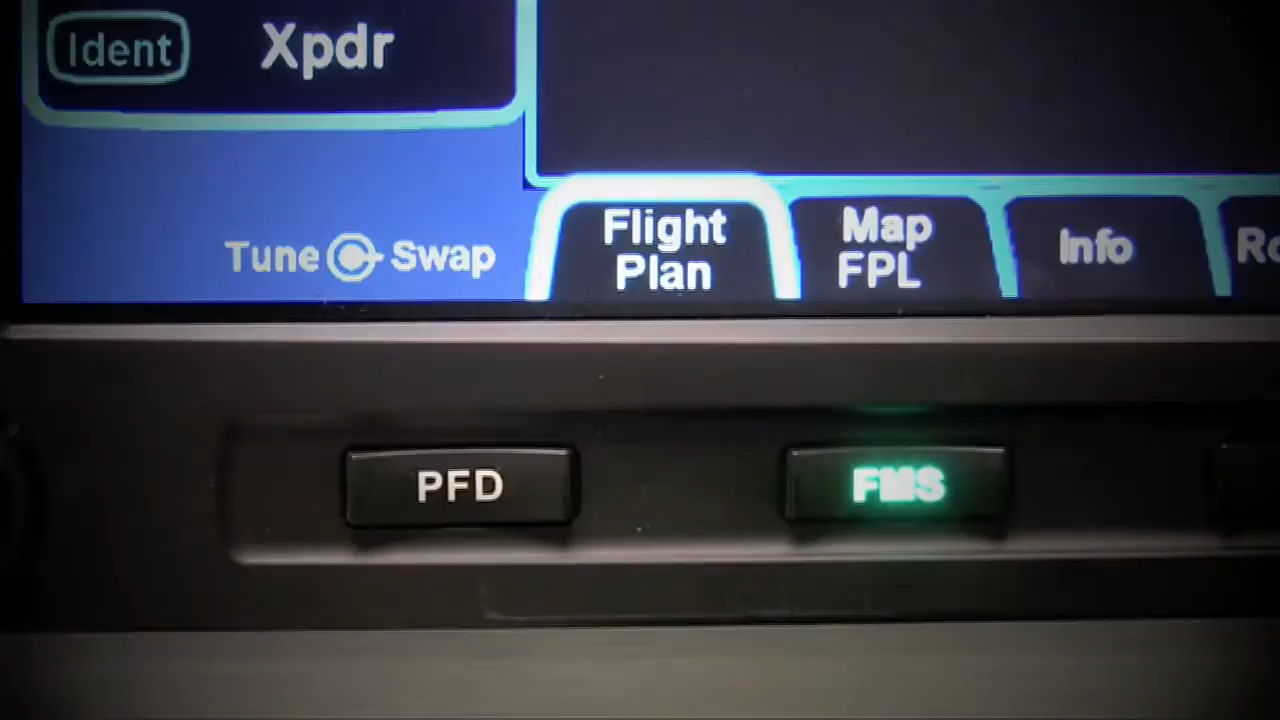 Ident
Xpdr
Tune Swap
Flight
Plan
Map
FPL
Info
PFD
FMS